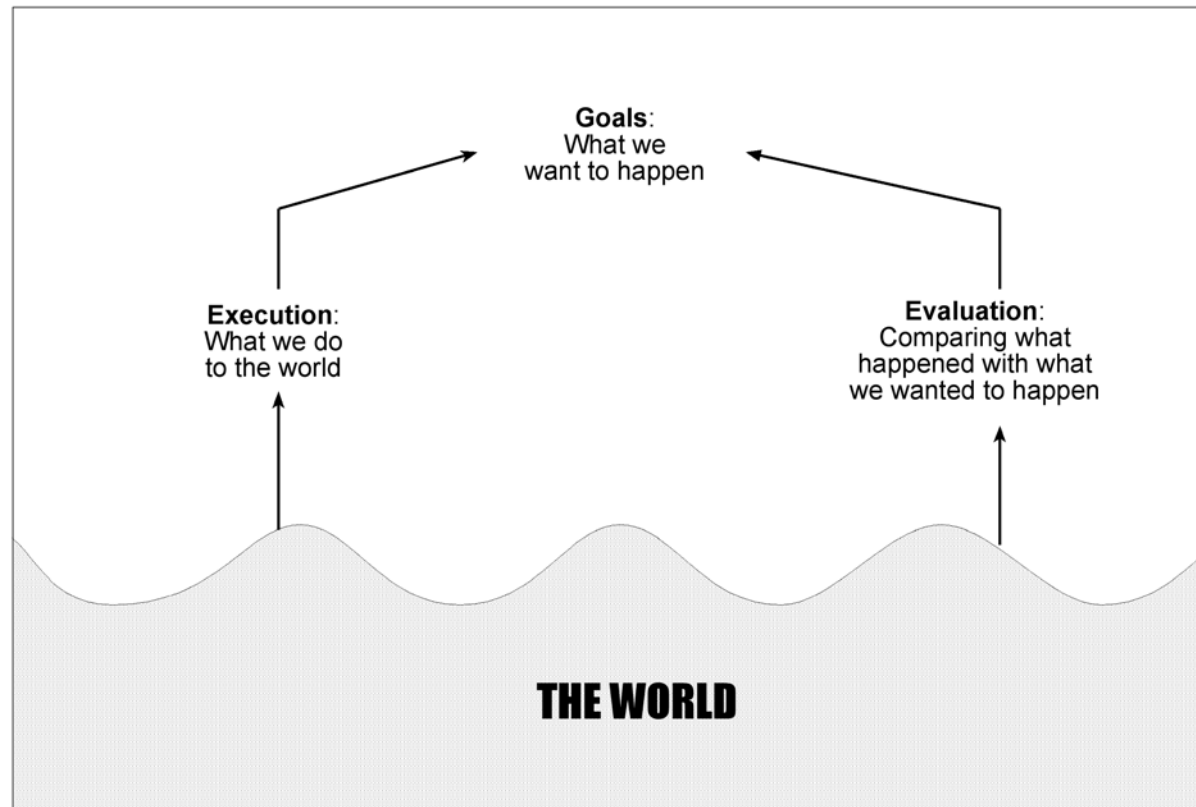 Goals:
What we
want to happen
Execution:
What we do
to the world
Evaluation:
Comparing what
happened with what
we wanted to happen
THE WORLD